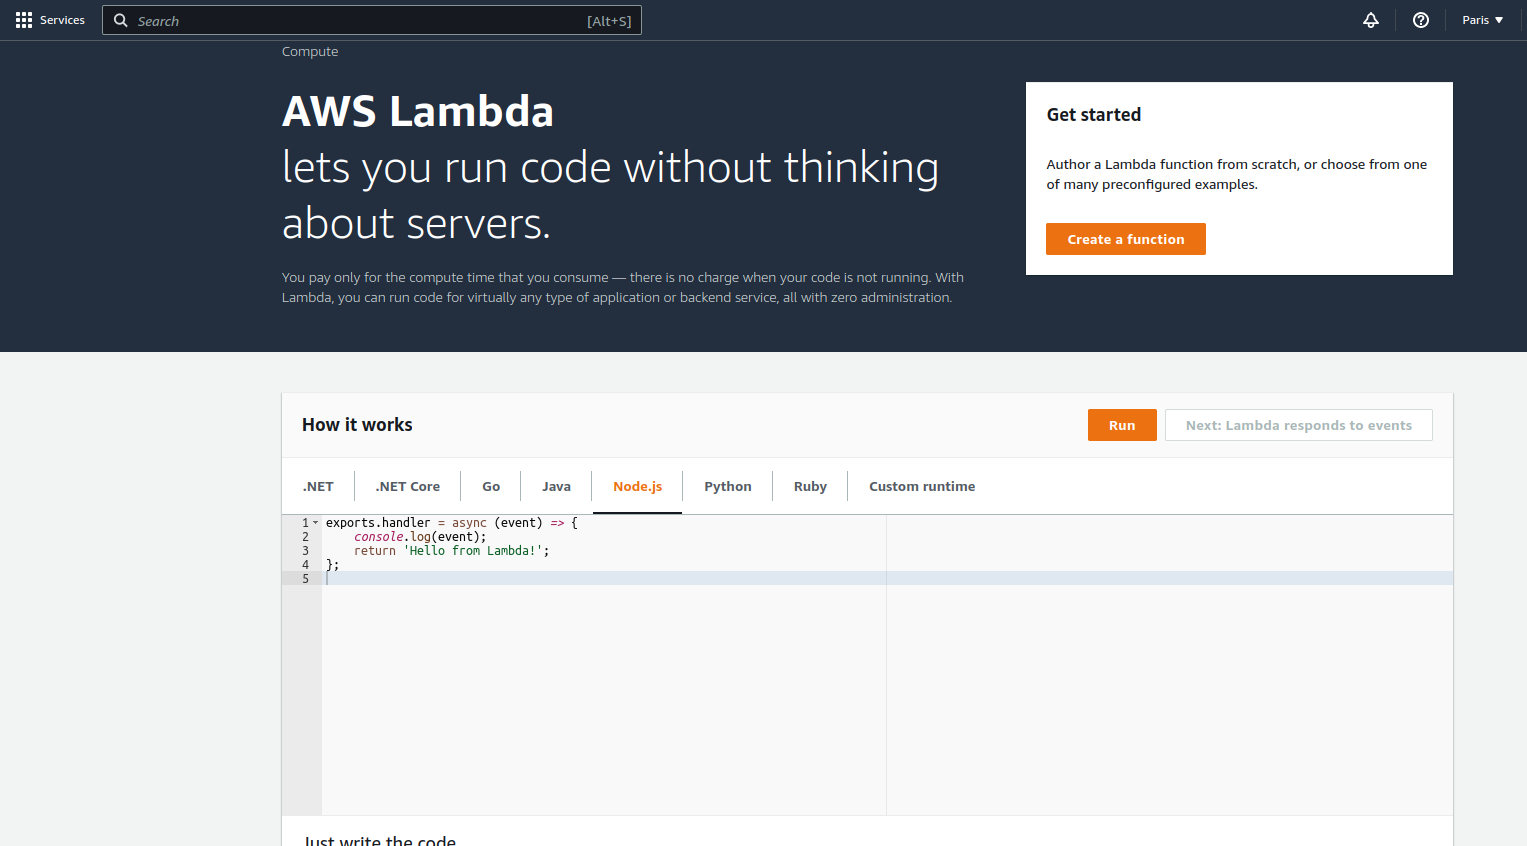 Services
Search
[Alt+S]
Paris
Compute
AWS Lambda
lets you run code without thinking
about servers.
You pay only for the compute time that you consume — there is no charge when your code is not running. With
Lambda, you can run code for virtually any type of application or backend service, all with zero administration.
Get started
Author a Lambda function from scratch, or choose from one
of many preconfigured examples.
Create a function
How it works
Run
Next: Lambda responds to events
.NET
.NET Core
Go
Java
Node.js
Python
Ruby
Custom runtime
1 exports.handler = async (event) => {
2 console.log(event);
3 return 'Hello from Lambda!';
4 };
5
Just write the code